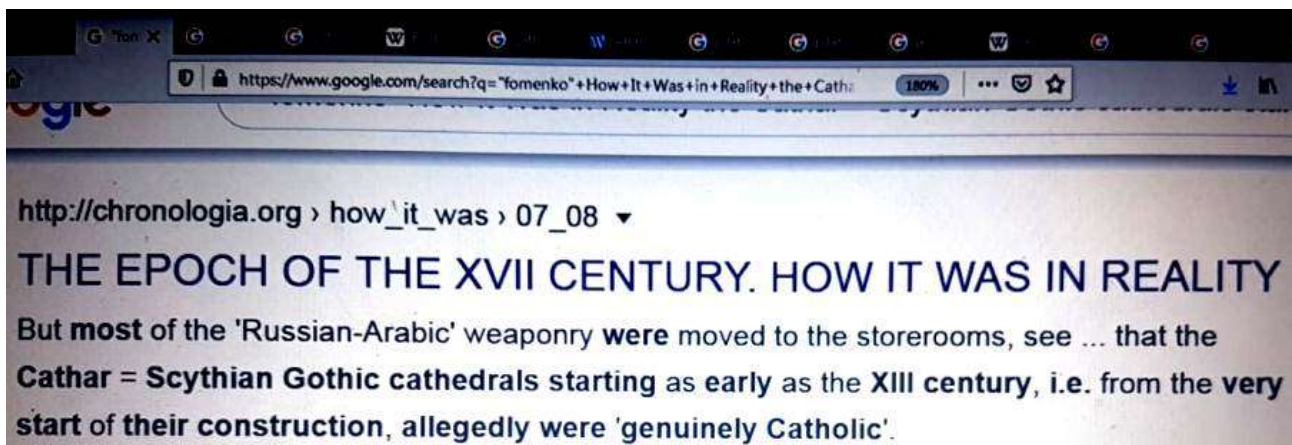 "fom
https://www.google.com/search?q="fomenko"+How+It+Was+in+Reality+the+Catha
180%
ogle
http://chronologia.org › how_it_was › 07_08
THE EPOCH OF THE XVII CENTURY. HOW IT WAS IN REALITY
But most of the 'Russian-Arabic' weaponry were moved to the storerooms, see ... that the
Cathar = Scythian Gothic cathedrals starting as early as the XIII century, i.e. from the very
start of their construction, allegedly were 'genuinely Catholic'.